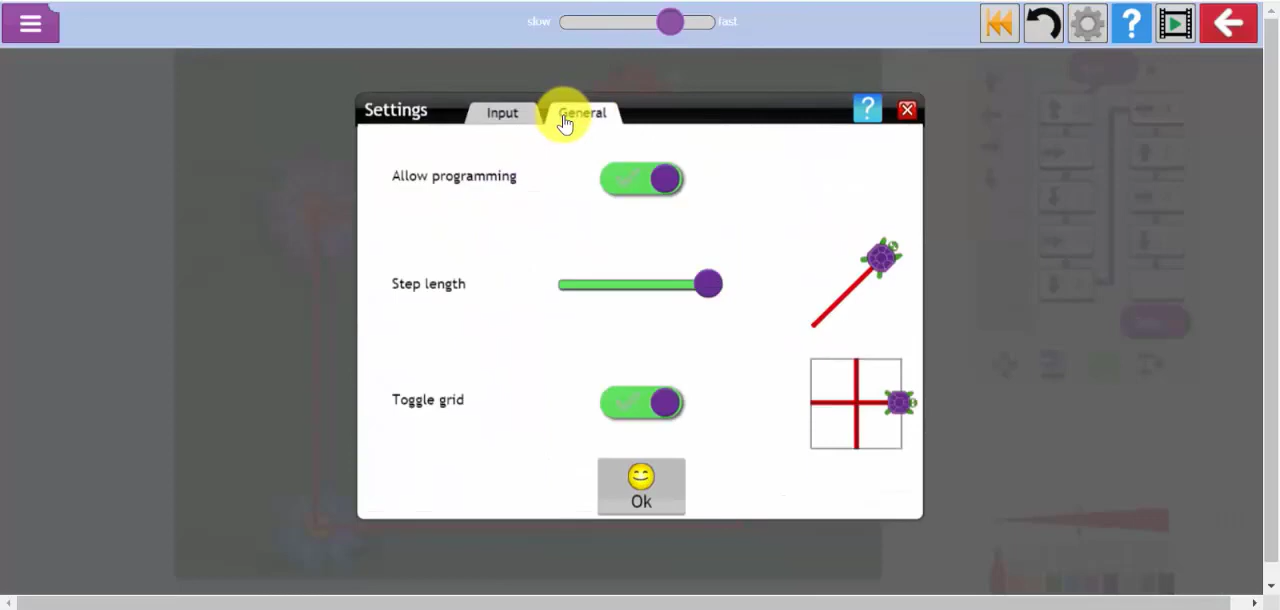 slow fast
?
Settings Input General ?
Allow programming
Step length
Toggle grid
Ok